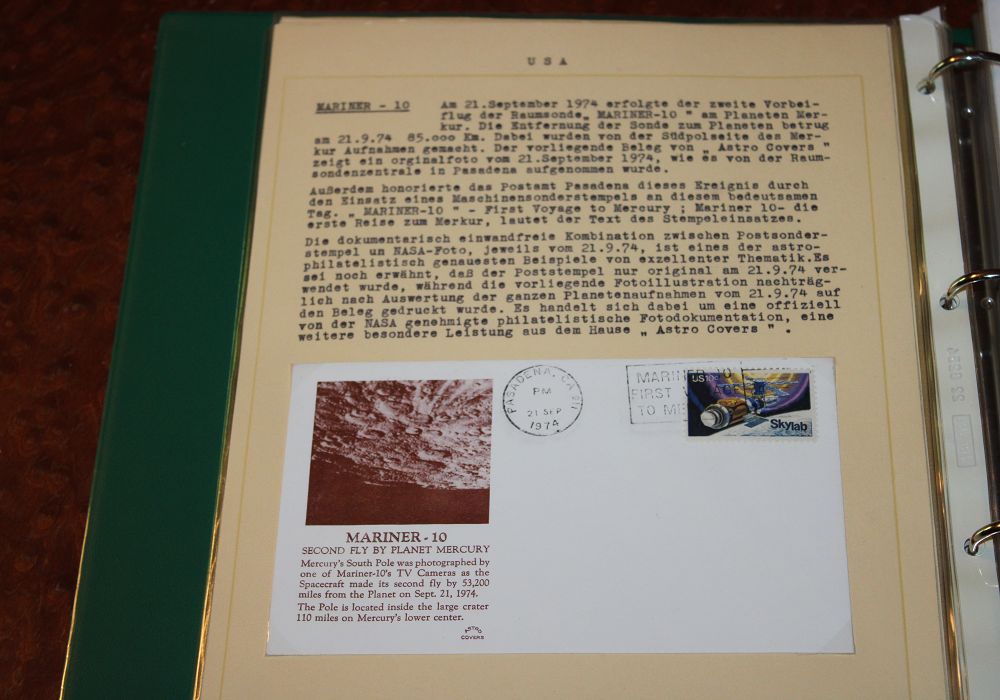 USA
MARINER - 10 Am 21.September 1974 erfolgte der zweite Vorbei-
flug der Raumsonde„ MARINER-10 " am Planeten Mer-
kur. Die Entfernung der Sonde zum Planeten betrug
am 21.9.74 85.000 Km. Dabei wurden von der Südpolseite des Mer-
kur Aufnahmen gemacht. Der vorliegende Beleg von „ Astro Covers "
zeigt ein orginalfoto vom 21.September 1974, wie es von der Raum-
sondenzentrale in Pasadena aufgenommen wurde.
Außerdem honorierte das Postamt Pasadena dieses Ereignis durch
den Einsatz eines Maschinensonderstempels an diesem bedeutsamen
Tag. „ MARINER-10 " - First Voyage to Mercury ; Mariner 10- die
erste Reise zum Merkur, lautet der Text des Stempeleinsatzes.
Die dokumentarisch einwandfreie Kombination zwischen Postsonder-
stempel un NASA-Foto, jeweils vom 21.9.74, ist eines der astro-
philatelistisch genauesten Beispiele von exzellenter Thematik.Es
sei noch erwähnt, daß der Poststempel nur original am 21.9.74 ver-
wendet wurde, während die vorliegende Fotoillustration nachträg-
lich nach Auswertung der ganzen Planetenaufnahmen vom 21.9.74 auf
den Beleg gedruckt wurde. Es handelt sich dabei um eine offiziell
von der NASA genehmigte philatelistische Fotodokumentation, eine
weitere besondere Leistung aus dem Hause „ Astro Covers " .
PASADENA, CA
PM
21 SEP
1974
MARINER 10
FIRST
TO
US10c
Skylab
MARINER - 10
SECOND FLY BY PLANET MERCURY
Mercury's South Pole was photographed by
one of Mariner-10's TV Cameras as the
Spacecraft made its second fly by 53,200
miles from the Planet on Sept. 21, 1974.
The Pole is located inside the large crater
110 miles on Mercury's lower center.
ASTRO
COVERS